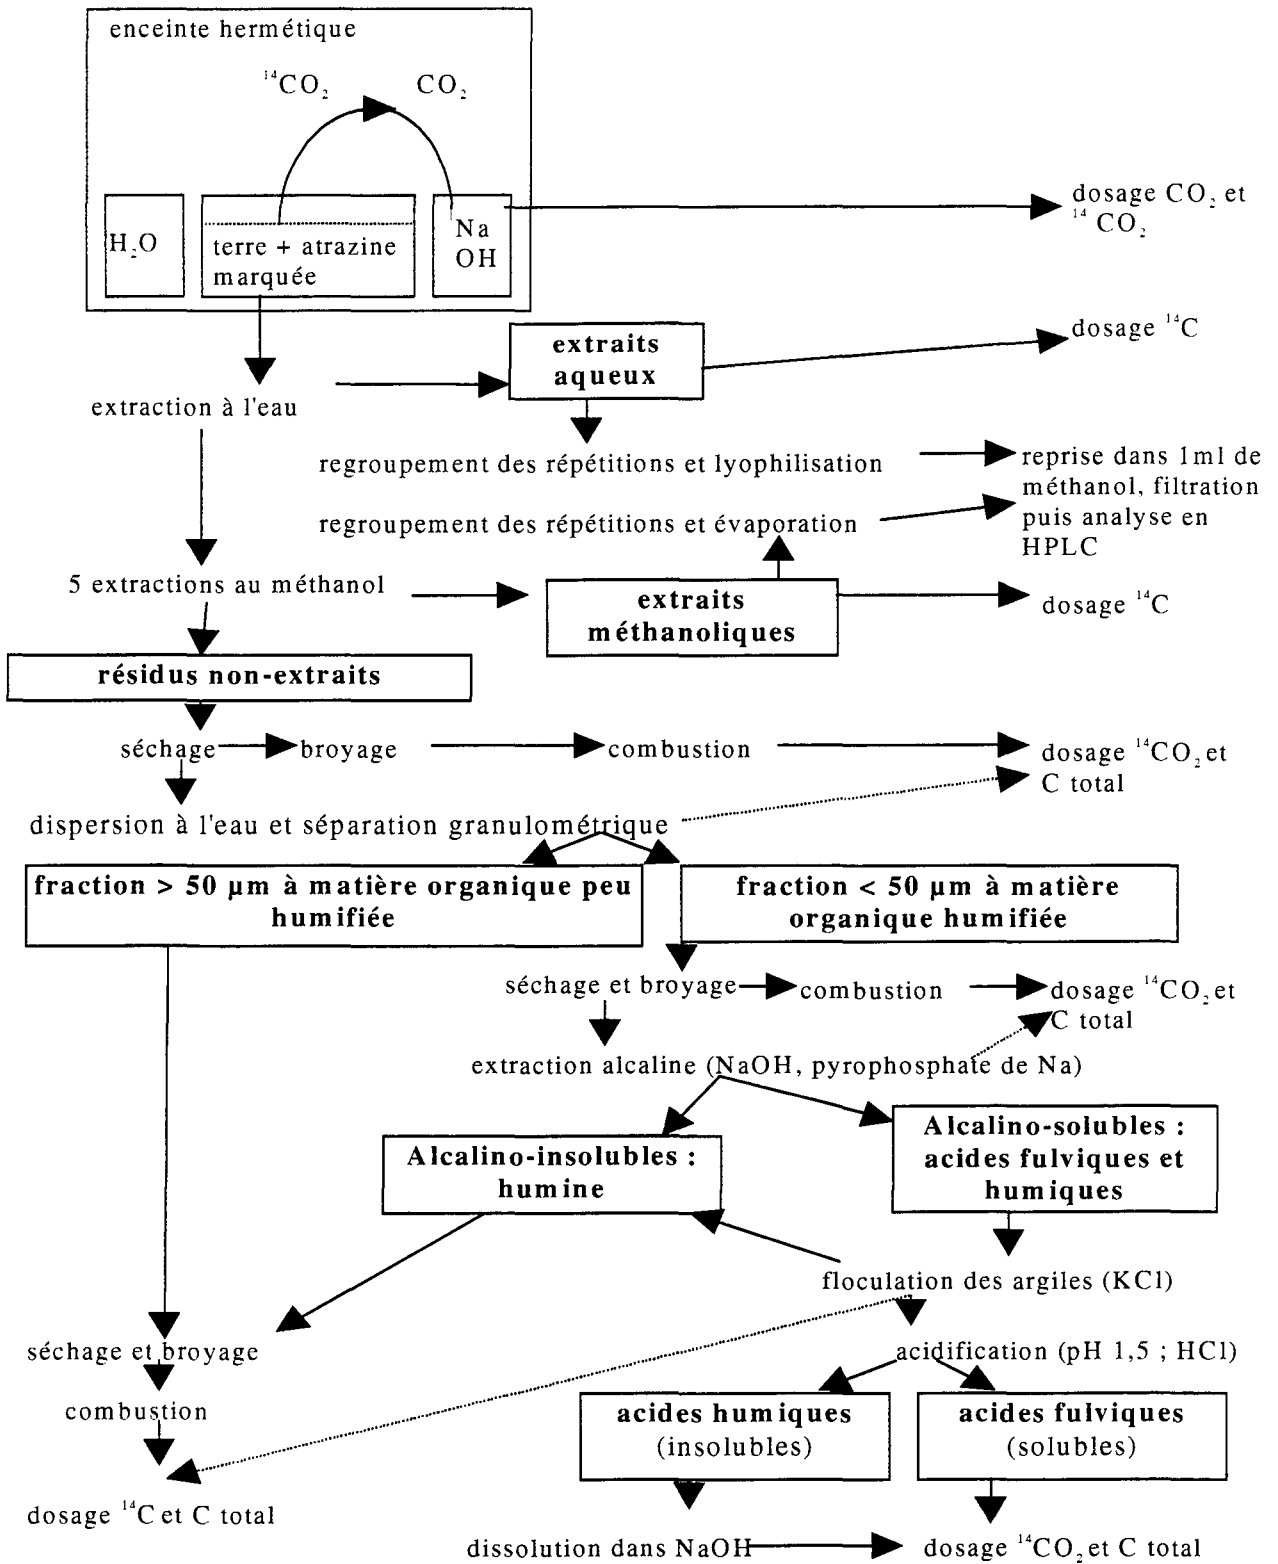 enceinte hermétique
¹⁴CO₂ CO₂
H₂O
terre + atrazine
marquée
Na
OH
dosage CO₂ et
¹⁴ CO₂
extraits
aqueux
dosage ¹⁴C
extraction à l'eau
regroupement des répétitions et lyophilisation
reprise dans 1ml de
méthanol, filtration
puis analyse en
HPLC
regroupement des répétitions et évaporation
5 extractions au méthanol
extraits
méthanoliques
dosage ¹⁴C
résidus non-extraits
séchage broyage combustion
dosage ¹⁴CO₂ et
C total
dispersion à l'eau et séparation granulométrique
fraction > 50 µm à matière organique peu
humifiée
fraction < 50 µm à matière
organique humifiée
séchage et broyage combustion
dosage ¹⁴CO₂ et
C total
extraction alcaline (NaOH, pyrophosphate de Na)
Alcalino-insolubles :
humine
Alcalino-solubles :
acides fulviques et
humiques
floculation des argiles (KCl)
séchage et broyage
acidification (pH 1,5 ; HCl)
combustion
acides humiques
(insolubles)
acides fulviques
(solubles)
dosage ¹⁴C et C total
dissolution dans NaOH
dosage ¹⁴CO₂ et C total